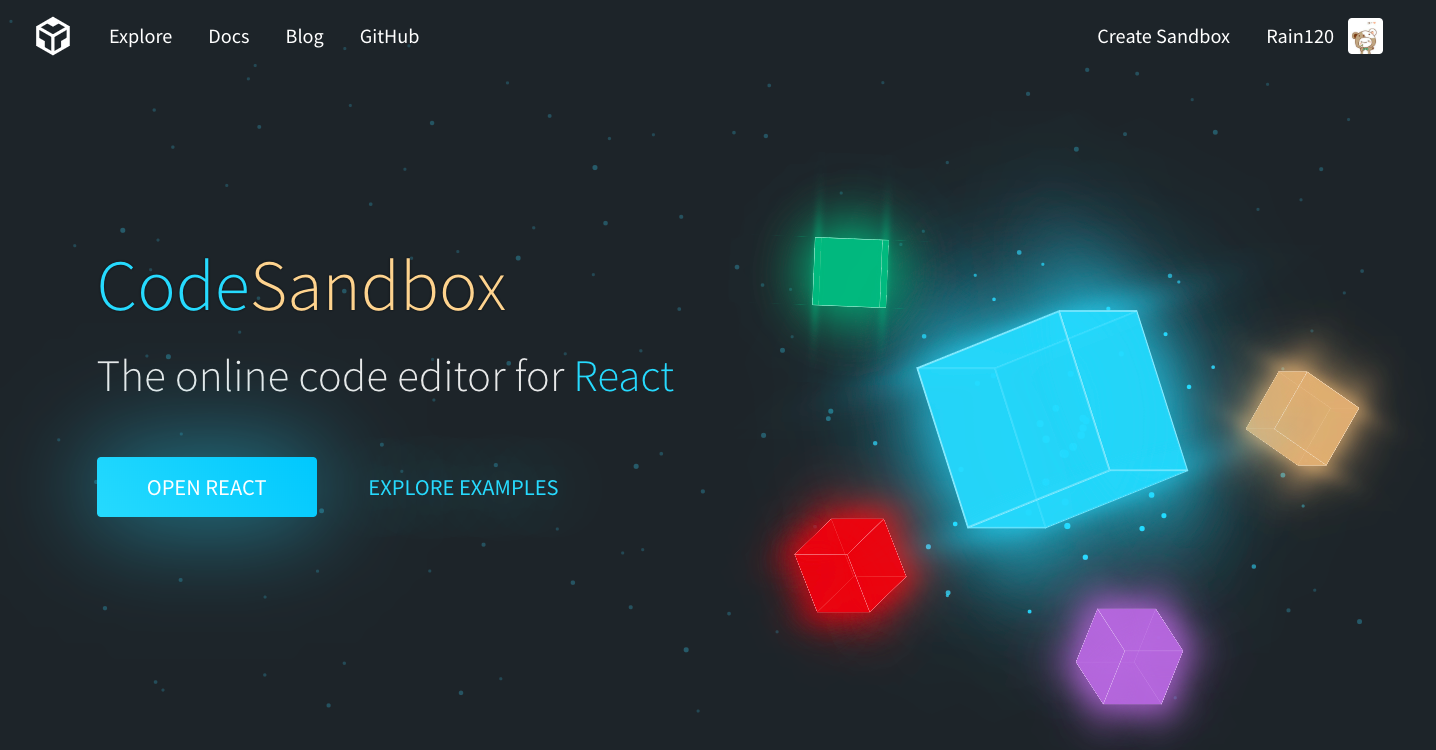 Explore Docs Blog GitHub Create Sandbox Rain120
CodeSandbox
The online code editor for React
OPEN REACT EXPLORE EXAMPLES